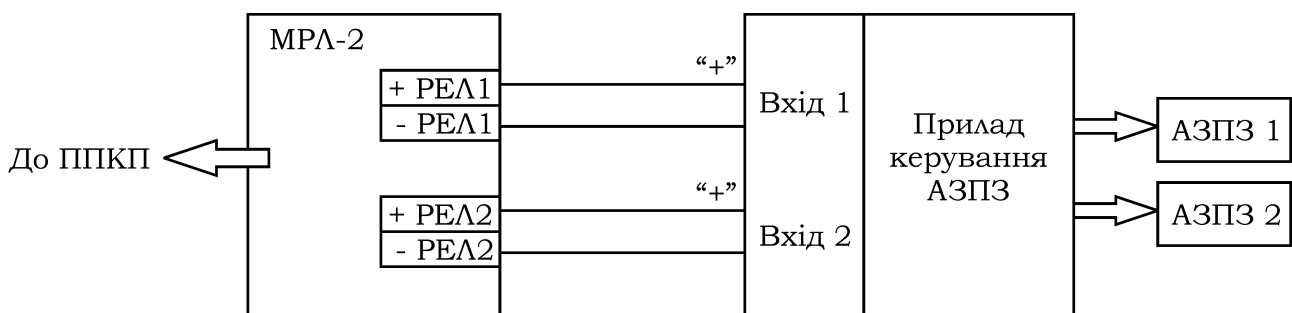 МРЛ-2
"+"
+ РЕЛ1
- РЕЛ1
Вхід 1
До ППКП
Прилад
керування
АЗПЗ
АЗПЗ 1
"+"
+ РЕЛ2
- РЕЛ2
Вхід 2
АЗПЗ 2